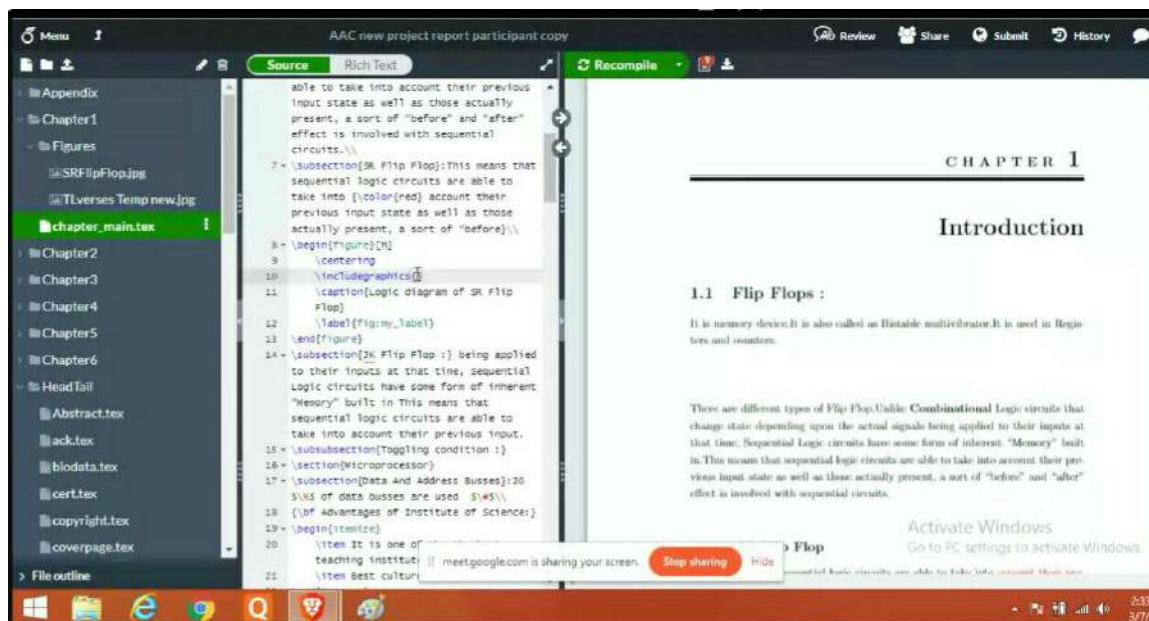 Menu
AAC new project report participant copy
Review
Share
Submit
History
Source
Rich Text
Recompile
Appendix
Chapter1
Figures
SRFlipFlop.jpg
TLverses Temp new.jpg
chapter_main.tex
Chapter2
Chapter3
Chapter4
Chapter5
Chapter6
HeadTail
Abstract.tex
ack.tex
biodata.tex
cert.tex
copyright.tex
coverpage.tex
File outline
able to take into account their previous
input state as well as those actually
present, a sort of "before" and "after"
effect is involved with sequential
circuits.\\
7 \subsection{SR Flip Flop}:This means that
sequential logic circuits are able to
take into {\color{red} account their
previous input state as well as those
actually present, a sort of "before}\\
8 \begin{figure}[h]
9 \centering
10 \includegraphics{}
11 \caption{Logic diagram of SR Flip
Flop}
12 \label{fig:my_label}
13 \end{figure}
14 \subsection{JK Flip Flop :} being applied
to their inputs at that time, Sequential
Logic circuits have some form of inherent
"Memory" built in This means that
sequential logic circuits are able to
take into account their previous input.
15 \subsubsection{Toggling condition :}
16 \section{Microprocessor}
17 \subsection{Data And Address Busses}:20
$\%$ of data busses are used $\#$\\
18 {\bf Advantages of Institute of Science:}
19 \begin{itemize}
20 \item It is one of
teaching institut
21 \item Best cultur
CHAPTER 1
Introduction
1.1 Flip Flops :
It is memory device.It is also called as Bistable multivibrator.It is used in Regis-
ters and counters.
There are different types of Flip Flop.Unlike Combinational Logic circuits that
change state depending upon the actual signals being applied to their inputs at
that time, Sequential Logic circuits have some form of inherent "Memory" built
in.This means that sequential logic circuits are able to take into account their pre-
vious input state as well as those actually present, a sort of "before" and "after"
effect is involved with sequential circuits.
Flip Flop
Activate Windows
Go to PC settings to activate Windows.
meet.google.com is sharing your screen.
Stop sharing
Hide
2:33